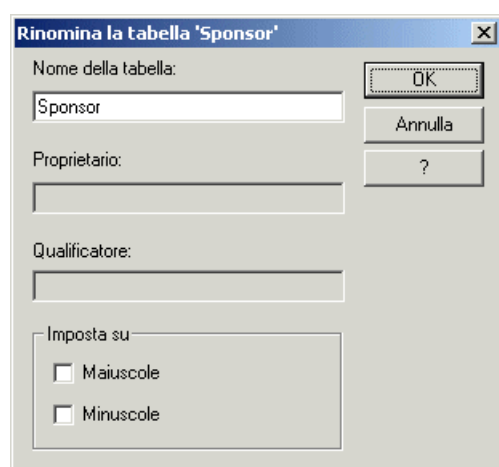 Rinomina la tabella 'Sponsor'
Nome della tabella:
Sponsor
OK
Annulla
?
Proprietario:
Qualificatore:
Imposta su
Maiuscole
Minuscole